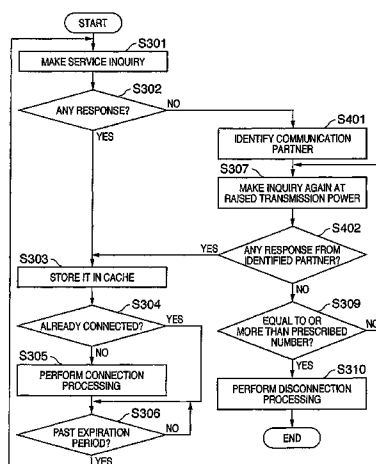 START
S301
MAKE SERVICE INQUIRY
S302
ANY RESPONSE?
NO
YES
S401
IDENTIFY COMMUNICATION
PARTNER
S307
MAKE INQUIRY AGAIN AT
RAISED TRANSMISSION POWER
S402
ANY RESPONSE FROM
IDENTIFIED PARTNER?
YES
NO
S303
STORE IT IN CACHE
S304
ALREADY CONNECTED?
YES
NO
S309
EQUAL TO OR
MORE THAN PRESCRIBED
NUMBER?
NO
YES
S305
PERFORM CONNECTION
PROCESSING
S310
PERFORM DISCONNECTION
PROCESSING
S306
PAST EXPIRATION
PERIOD?
NO
YES
END